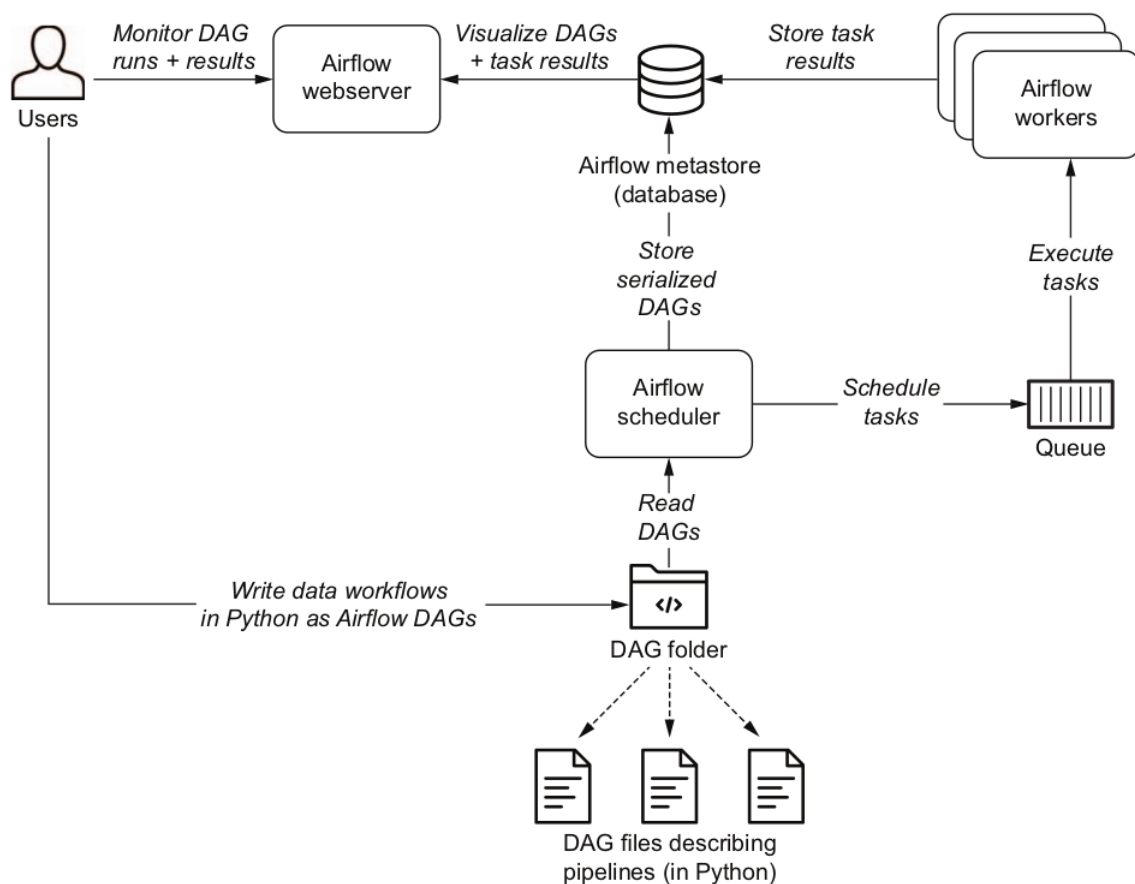 Monitor DAG
runs + results
Users
Airflow
webserver
Visualize DAGs
+ task results
Store task
results
Airflow
workers
Airflow metastore
(database)
Store
serialized
DAGs
Execute
tasks
Airflow
scheduler
Schedule
tasks
Queue
Read
DAGs
Write data workflows
in Python as Airflow DAGs
</>
DAG folder
DAG files describing
pipelines (in Python)